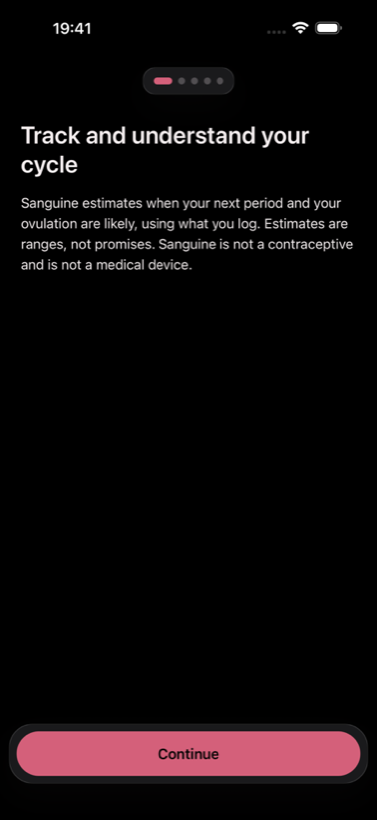 19:41
Track and understand your
cycle
Sanguine estimates when your next period and your
ovulation are likely, using what you log. Estimates are
ranges, not promises. Sanguine is not a contraceptive
and is not a medical device.
Continue